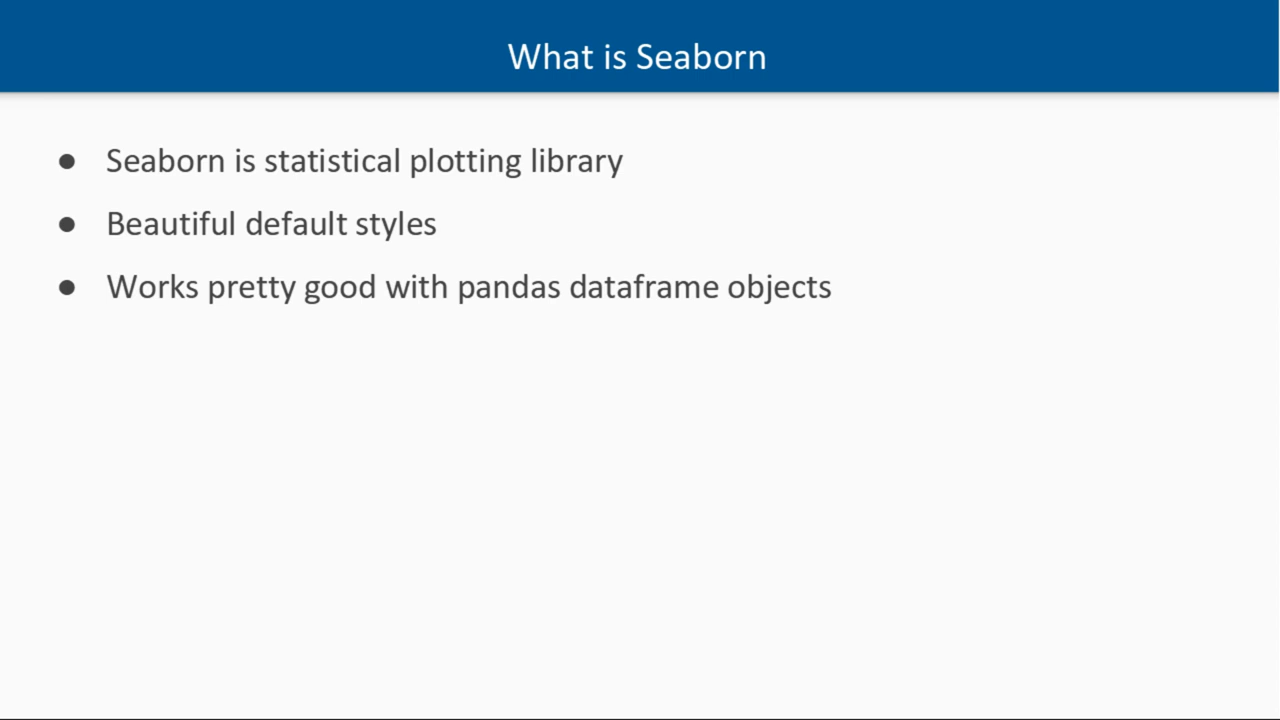 What is Seaborn
● Seaborn is statistical plotting library
● Beautiful default styles
● Works pretty good with pandas dataframe objects